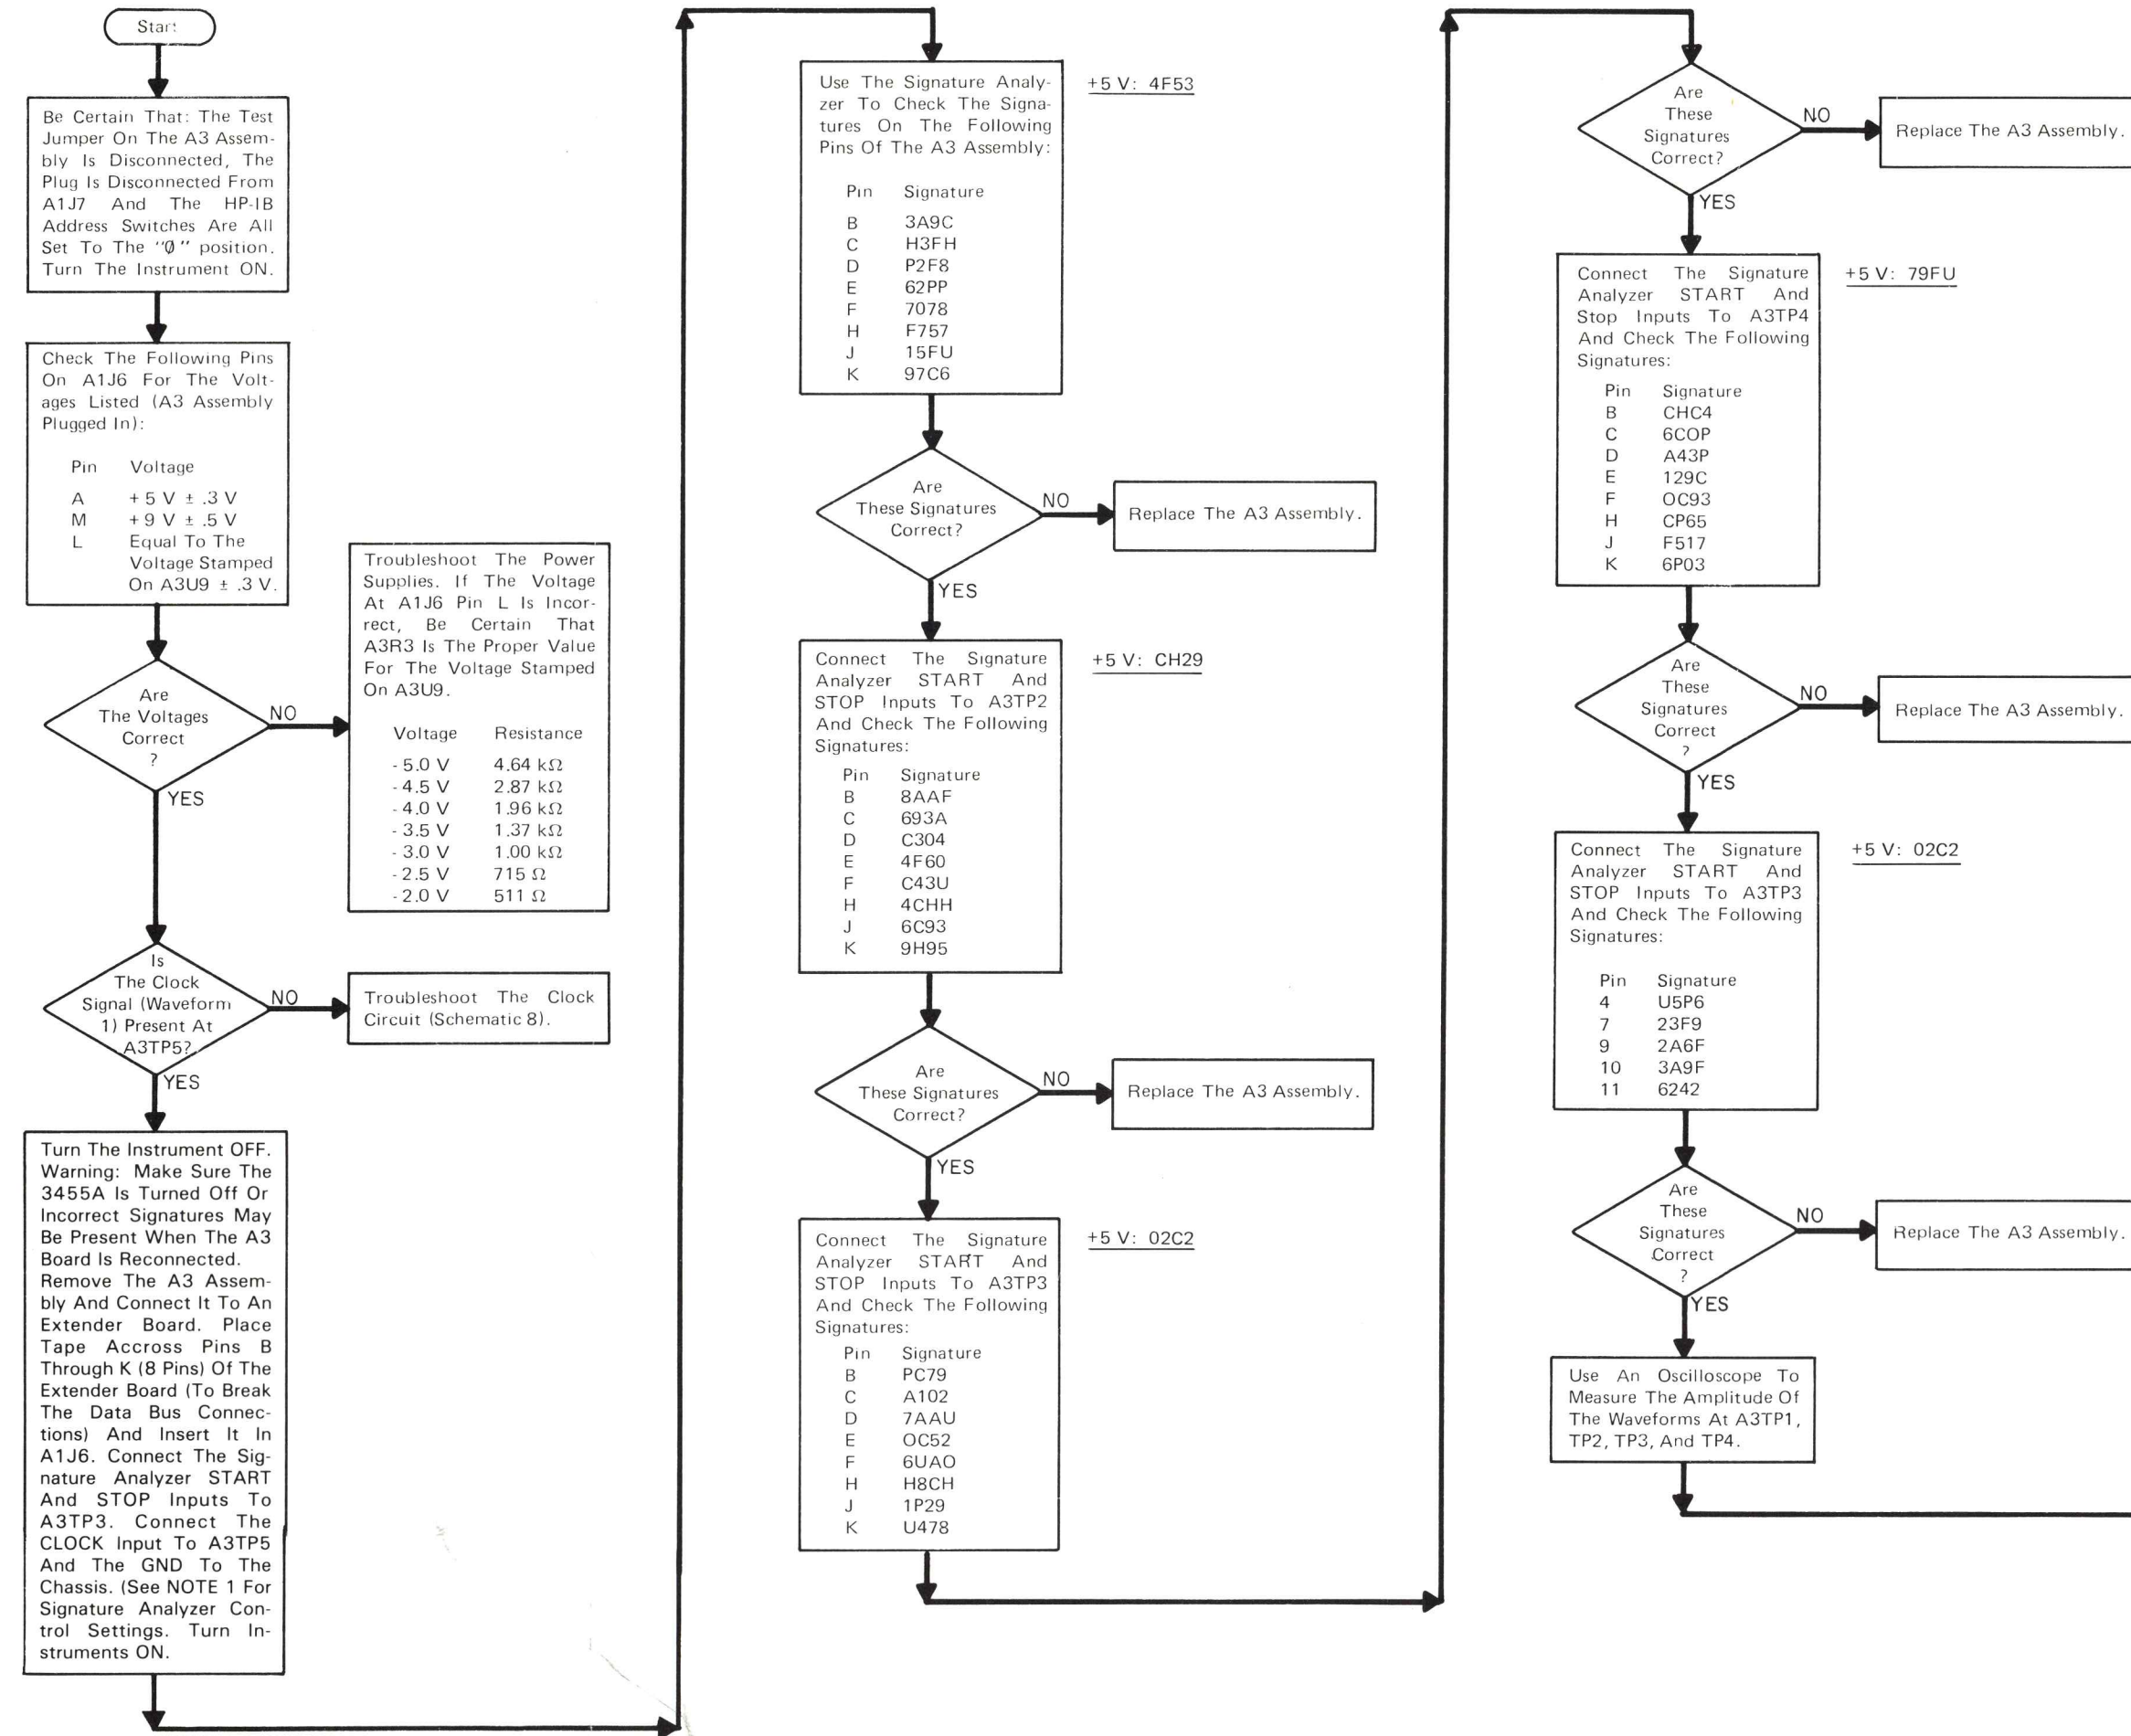 Start
Be Certain That: The Test
Jumper On The A3 Assem-
bly Is Disconnected, The
Plug Is Disconnected From
A1J7 And The HP-IB
Address Switches Are All
Set To The "0̸" position.
Turn The Instrument ON.
Check The Following Pins
On A1J6 For The Volt-
ages Listed (A3 Assembly
Plugged In):
Pin Voltage
A + 5 V ± .3 V
M + 9 V ± .5 V
L Equal To The
Voltage Stamped
On A3U9 ± .3 V.
Are
The Voltages
Correct
?
NO
YES
Troubleshoot The Power
Supplies. If The Voltage
At A1J6 Pin L Is Incor-
rect, Be Certain That
A3R3 Is The Proper Value
For The Voltage Stamped
On A3U9.
Voltage Resistance
- 5.0 V 4.64 kΩ
- 4.5 V 2.87 kΩ
- 4.0 V 1.96 kΩ
- 3.5 V 1.37 kΩ
- 3.0 V 1.00 kΩ
- 2.5 V 715 Ω
- 2.0 V 511 Ω
Is
The Clock
Signal (Waveform
1) Present At
A3TP5?
NO
YES
Troubleshoot The Clock
Circuit (Schematic 8).
Turn The Instrument OFF.
Warning: Make Sure The
3455A Is Turned Off Or
Incorrect Signatures May
Be Present When The A3
Board Is Reconnected.
Remove The A3 Assem-
bly And Connect It To An
Extender Board. Place
Tape Accross Pins B
Through K (8 Pins) Of The
Extender Board (To Break
The Data Bus Connec-
tions) And Insert It In
A1J6. Connect The Sig-
nature Analyzer START
And STOP Inputs To
A3TP3. Connect The
CLOCK Input To A3TP5
And The GND To The
Chassis. (See NOTE 1 For
Signature Analyzer Con-
trol Settings. Turn In-
struments ON.
Use The Signature Analy-
zer To Check The Signa-
tures On The Following
Pins Of The A3 Assembly:
+5 V: 4F53
Pin Signature
B 3A9C
C H3FH
D P2F8
E 62PP
F 7078
H F757
J 15FU
K 97C6
Are
These Signatures
Correct?
NO
YES
Replace The A3 Assembly.
Connect The Signature
Analyzer START And
STOP Inputs To A3TP2
And Check The Following
Signatures:
+5 V: CH29
Pin Signature
B 8AAF
C 693A
D C304
E 4F60
F C43U
H 4CHH
J 6C93
K 9H95
Are
These Signatures
Correct?
NO
YES
Replace The A3 Assembly.
Connect The Signature
Analyzer START And
STOP Inputs To A3TP3
And Check The Following
Signatures:
+5 V: 02C2
Pin Signature
B PC79
C A102
D 7AAU
E OC52
F 6UAO
H H8CH
J 1P29
K U478
Are
These
Signatures
Correct?
NO
YES
Replace The A3 Assembly.
Connect The Signature
Analyzer START And
Stop Inputs To A3TP4
And Check The Following
Signatures:
+5 V: 79FU
Pin Signature
B CHC4
C 6COP
D A43P
E 129C
F OC93
H CP65
J F517
K 6P03
Are
These
Signatures
Correct
?
NO
YES
Replace The A3 Assembly.
Connect The Signature
Analyzer START And
STOP Inputs To A3TP3
And Check The Following
Signatures:
+5 V: 02C2
Pin Signature
4 U5P6
7 23F9
9 2A6F
10 3A9F
11 6242
Are
These
Signatures
Correct
?
NO
YES
Replace The A3 Assembly.
Use An Oscilloscope To
Measure The Amplitude Of
The Waveforms At A3TP1,
TP2, TP3, And TP4.